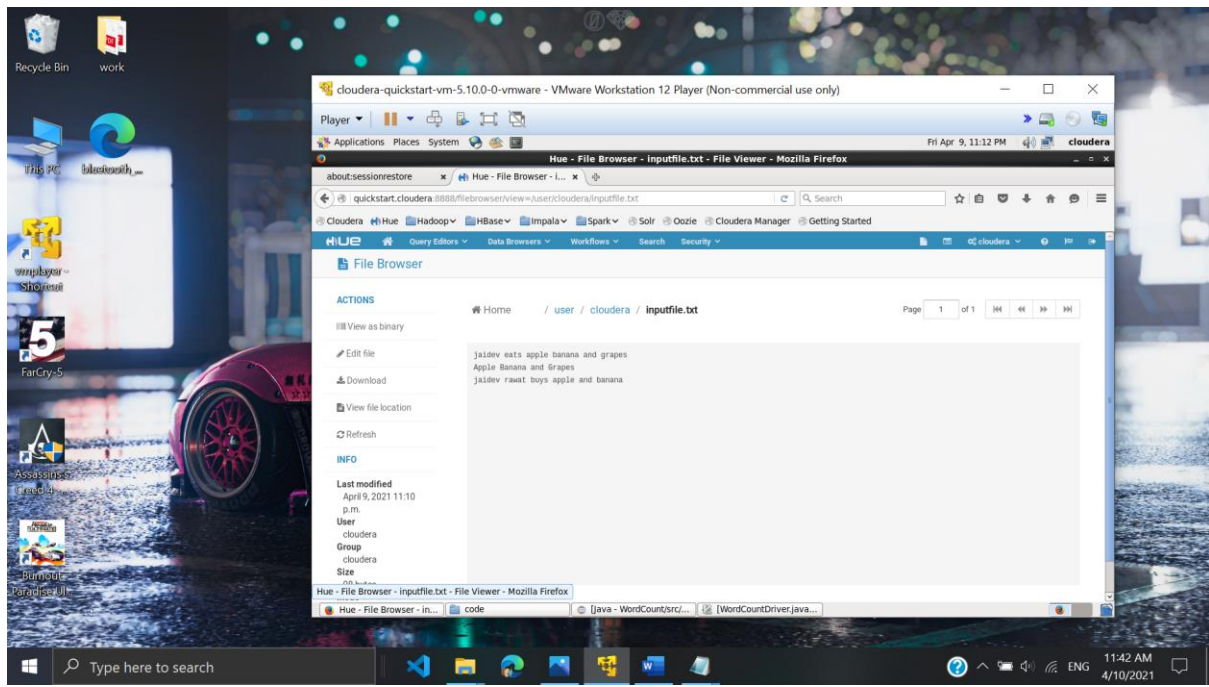 Recycle Bin
work
This PC
bluetooth_...
vmplayer - Shortcut
FarCry-5
Assassin's Creed 4 -...
Burnout Paradise Ul...
cloudera-quickstart-vm-5.10.0-0-vmware - VMware Workstation 12 Player (Non-commercial use only)
Player
Applications Places System
Fri Apr 9, 11:12 PM cloudera
Hue - File Browser - inputfile.txt - File Viewer - Mozilla Firefox
about:sessionrestore
Hue - File Browser - i...
quickstart.cloudera:8888/filebrowser/view=/user/cloudera/inputfile.txt
Search
Cloudera Hue Hadoop HBase Impala Spark Solr Oozie Cloudera Manager Getting Started
HUE Query Editors Data Browsers Workflows Search Security cloudera
File Browser
ACTIONS
View as binary
Edit file
Download
View file location
Refresh
INFO
Last modified
April 9, 2021 11:10
p.m.
User
cloudera
Group
cloudera
Size
Home / user / cloudera / inputfile.txt
Page 1 of 1
jaidev eats apple banana and grapes
Apple Banana and Grapes
jaidev rawat buys apple and banana
Hue - File Browser - inputfile.txt - File Viewer - Mozilla Firefox
Hue - File Browser - in... code [Java - WordCount/src/... [WordCountDriver.java...]
Type here to search
ENG
11:42 AM
4/10/2021